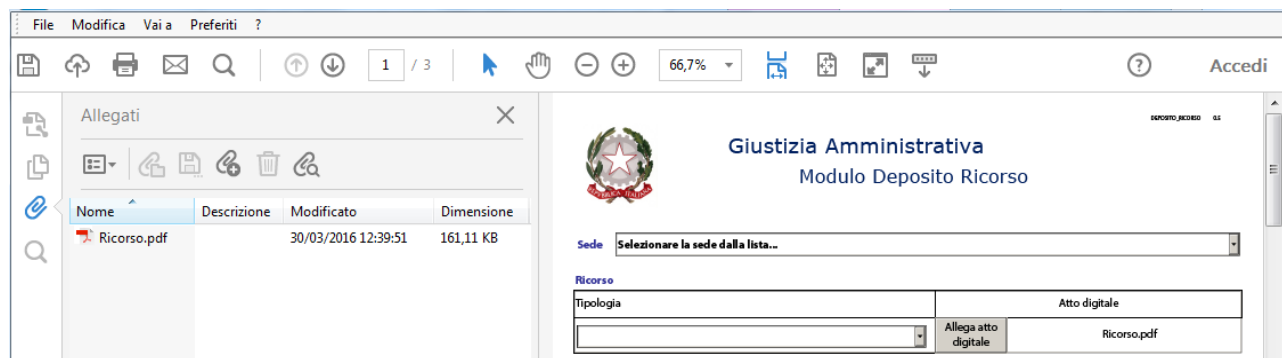 File Modifica Vai a Preferiti ?
1 / 3 66,7% ? Accedi
Allegati
Nome Descrizione Modificato Dimensione
Ricorso.pdf 30/03/2016 12:39:51 161,11 KB
DEPOSITO_RICORSO 0.5
Giustizia Amministrativa
Modulo Deposito Ricorso
Sede Selezionare la sede dalla lista...
Ricorso
Tipologia Atto digitale
Allega atto
digitale
Ricorso.pdf